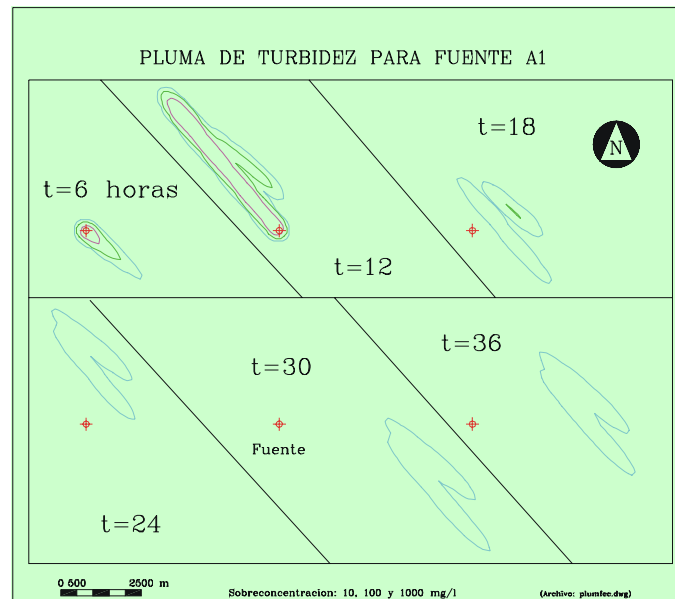 PLUMA DE TURBIDEZ PARA FUENTE A1
t=18
N
t=6 horas
t=12
t=36
t=30
Fuente
t=24
0 500 2500 m
Sobreconcentracion: 10, 100 y 1000 mg/l
(Archivo: plumfec.dwg)